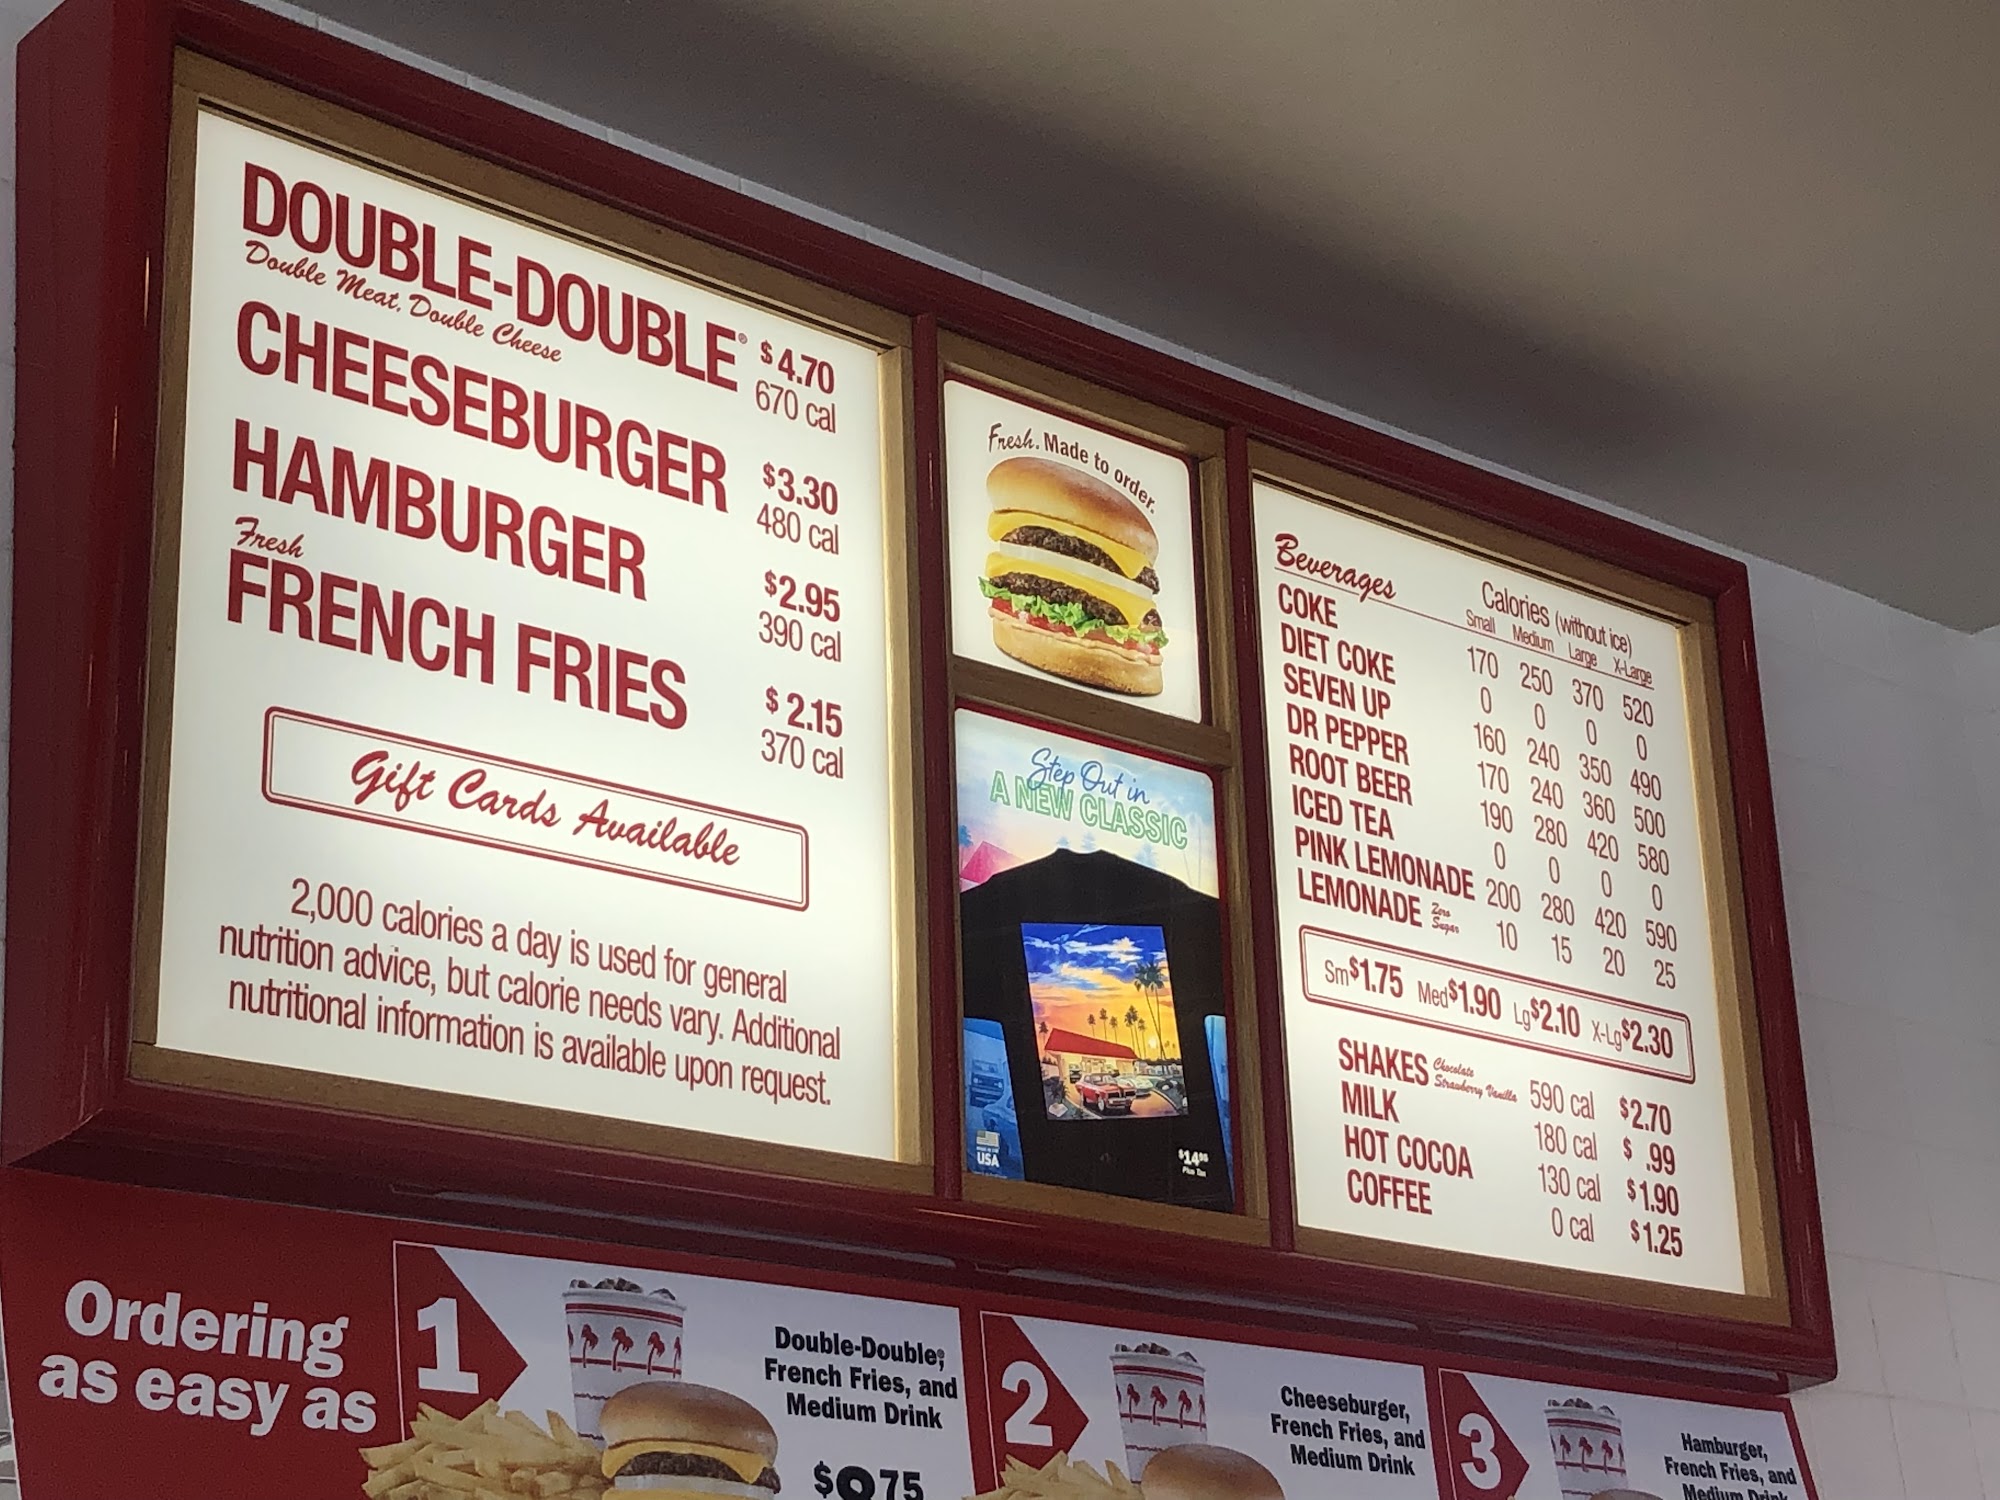 DOUBLE-DOUBLE® $4.70
Double Meat, Double Cheese 670 cal
CHEESEBURGER $3.30
480 cal
HAMBURGER $2.95
390 cal
Fresh
FRENCH FRIES $2.15
370 cal
Gift Cards Available
2,000 calories a day is used for general
nutrition advice, but calorie needs vary. Additional
nutritional information is available upon request.
Fresh. Made to order.
Step Out in
A NEW CLASSIC
USA
$14.95
Plus Tax
Beverages Calories (without ice)
Small Medium Large X-Large
COKE 170 250 370 520
DIET COKE 0 0 0 0
SEVEN UP 160 240 350 490
DR PEPPER 170 240 360 500
ROOT BEER 190 280 420 580
ICED TEA 0 0 0 0
PINK LEMONADE 200 280 420 590
LEMONADE Zero Sugar 10 15 20 25
Sm $1.75 Med $1.90 Lg $2.10 X-Lg $2.30
SHAKES Chocolate Strawberry Vanilla 590 cal $2.70
MILK 180 cal $ .99
HOT COCOA 130 cal $1.90
COFFEE 0 cal $1.25
Ordering
as easy as
1
Double-Double®,
French Fries, and
Medium Drink
$8.75
2
Cheeseburger,
French Fries, and
Medium Drink
3
Hamburger,
French Fries, and
Medium Drink